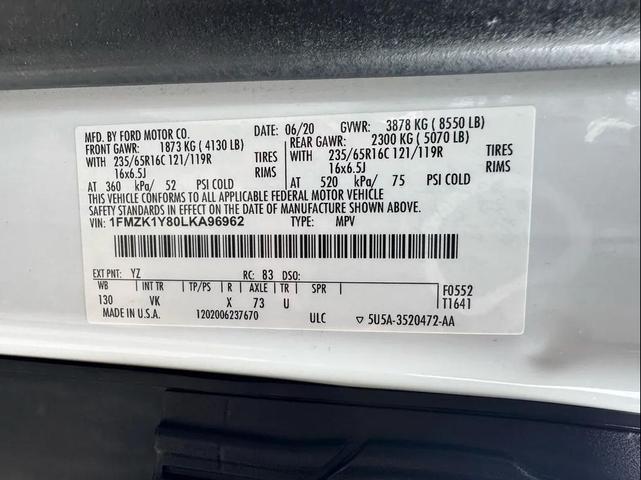 MFD. BY FORD MOTOR CO. DATE: 06/20 GVWR: 3878 KG ( 8550 LB)
FRONT GAWR: 1873 KG ( 4130 LB) REAR GAWR: 2300 KG ( 5070 LB)
WITH 235/65R16C 121/119R TIRES WITH 235/65R16C 121/119R TIRES
16x6.5J RIMS 16x6.5J RIMS
AT 360 kPa/ 52 PSI COLD AT 520 kPa/ 75 PSI COLD
THIS VEHICLE CONFORMS TO ALL APPLICABLE FEDERAL MOTOR VEHICLE
SAFETY STANDARDS IN EFFECT ON THE DATE OF MANUFACTURE SHOWN ABOVE.
VIN: 1FMZK1Y80LKA96962 TYPE: MPV
EXT PNT: YZ RC: 83 DSO:
WB INT TR TP/PS R AXLE TR SPR F0552
130 VK X 73 U T1641
MADE IN U.S.A. 1202006237670 ULC ▽ 5U5A-3520472-AA